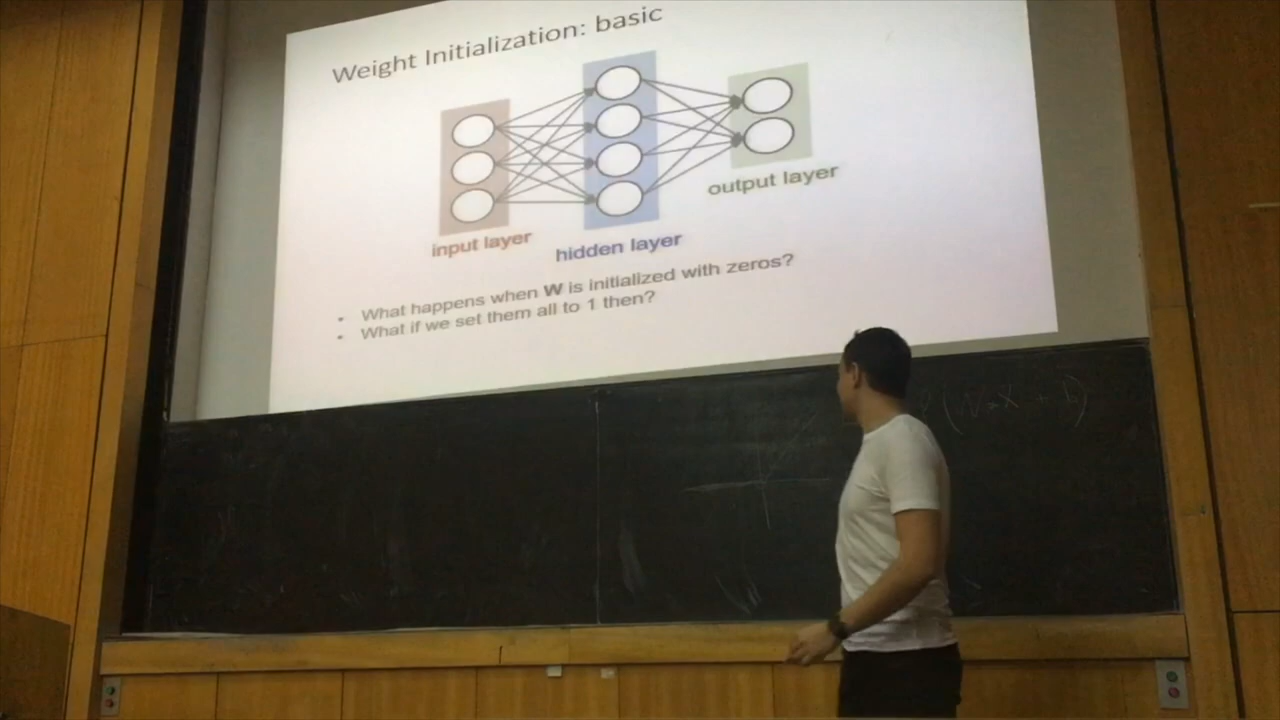 Weight Initialization: basic
input layer
hidden layer
output layer
• What happens when W is initialized with zeros?
• What if we set them all to 1 then?